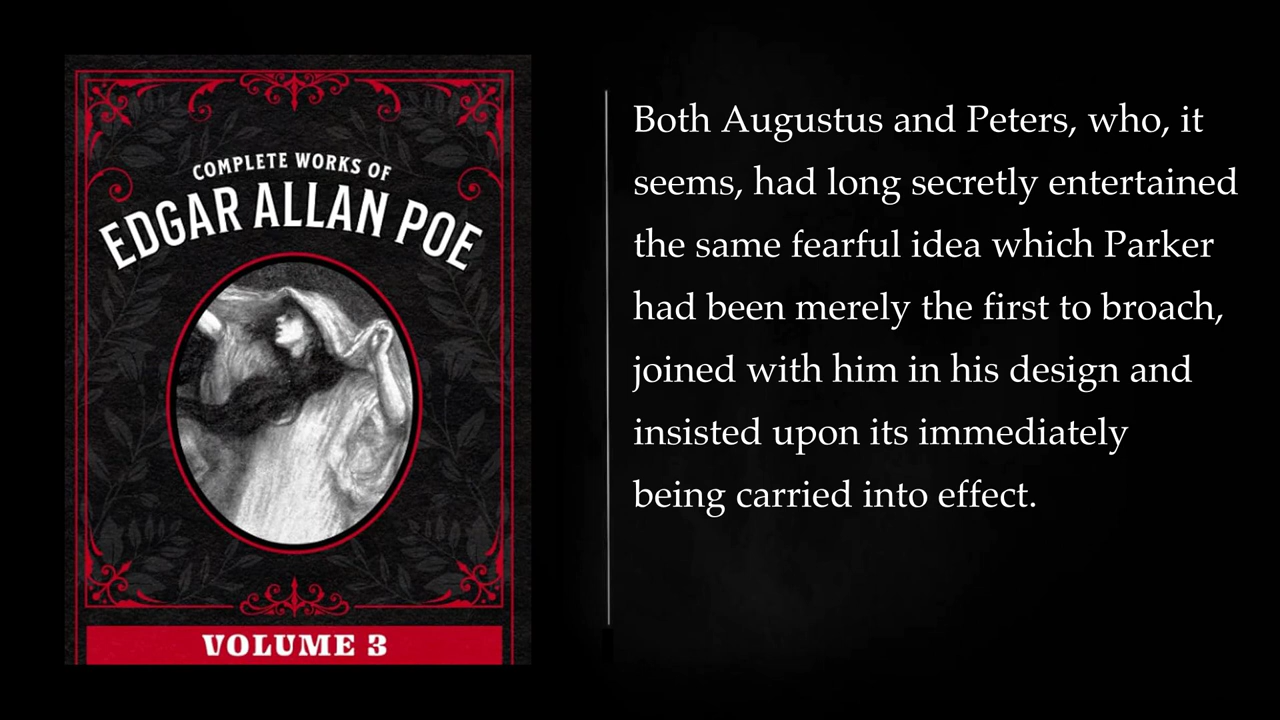 COMPLETE WORKS OF
EDGAR ALLAN POE
VOLUME 3
Both Augustus and Peters, who, it
seems, had long secretly entertained
the same fearful idea which Parker
had been merely the first to broach,
joined with him in his design and
insisted upon its immediately
being carried into effect.